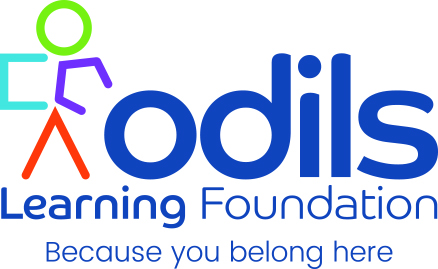 odils
Learning Foundation
Because you belong here